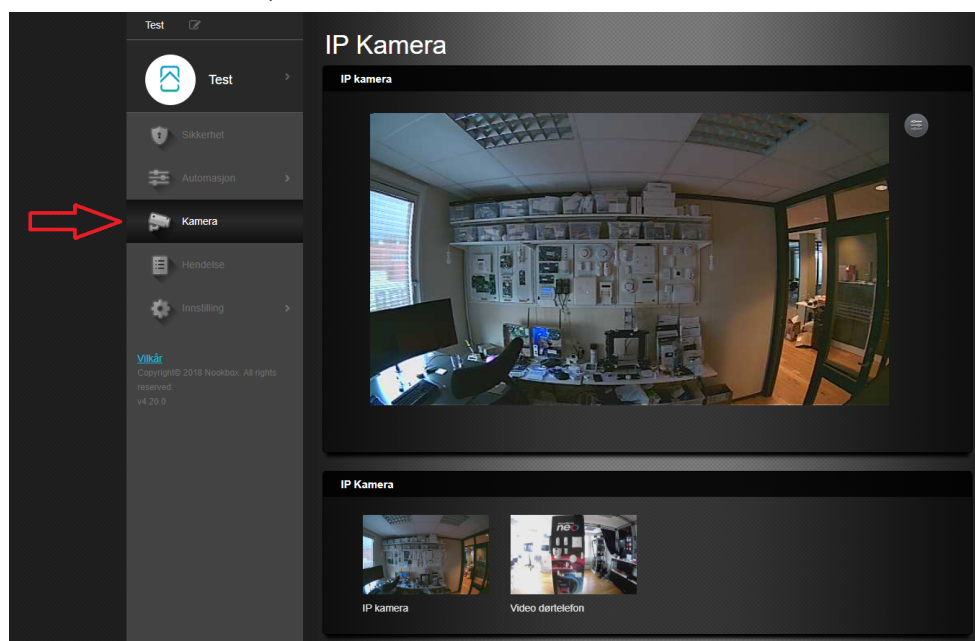 Test
Test
Sikkerhet
Automasjon
Kamera
Hendelse
Innstilling
Vilkår
Copyright© 2018 Nookbox. All rights
reserved.
v4.20.0
IP Kamera
IP kamera
IP Kamera
neo
IP kamera
Video dørtelefon